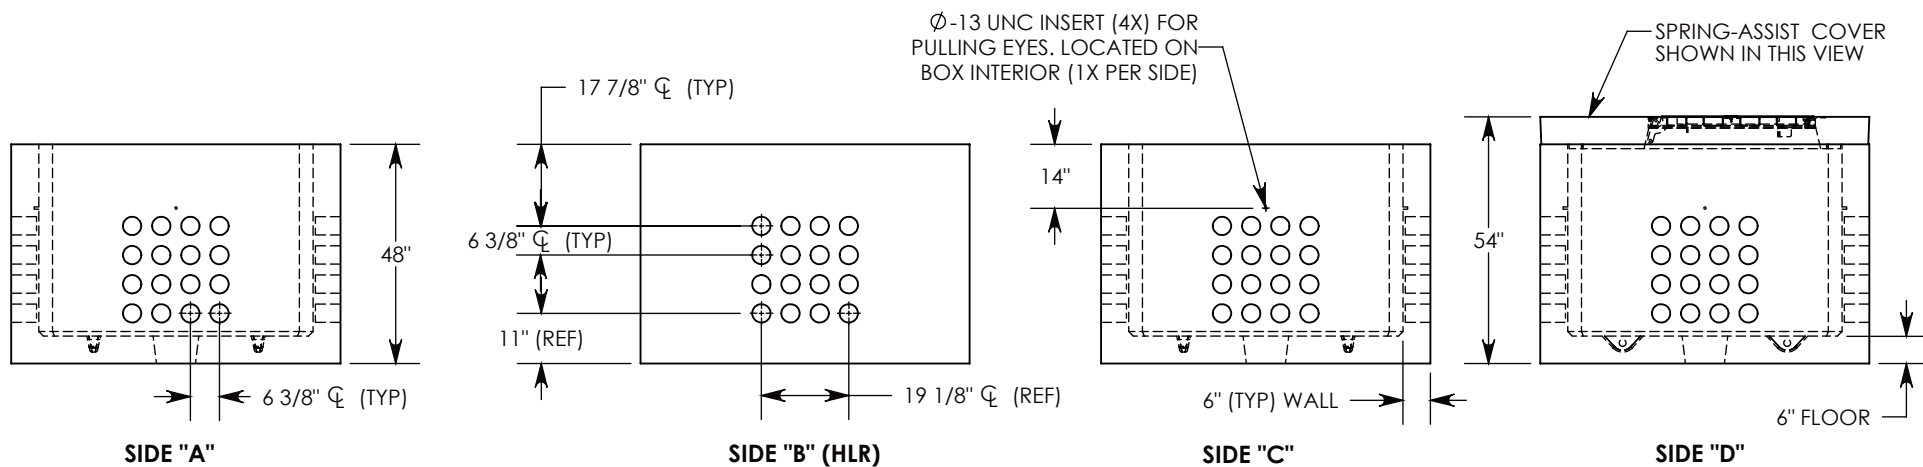 Ø-13 UNC INSERT (4X) FOR
PULLING EYES. LOCATED ON
BOX INTERIOR (1X PER SIDE)
SPRING-ASSIST COVER
SHOWN IN THIS VIEW
17 7/8" ℄ (TYP)
14"
6 3/8" ℄ (TYP)
48"
54"
11" (REF)
6 3/8" ℄ (TYP)
19 1/8" ℄ (REF)
6" (TYP) WALL
6" FLOOR
SIDE "A"
SIDE "B" (HLR)
SIDE "C"
SIDE "D"